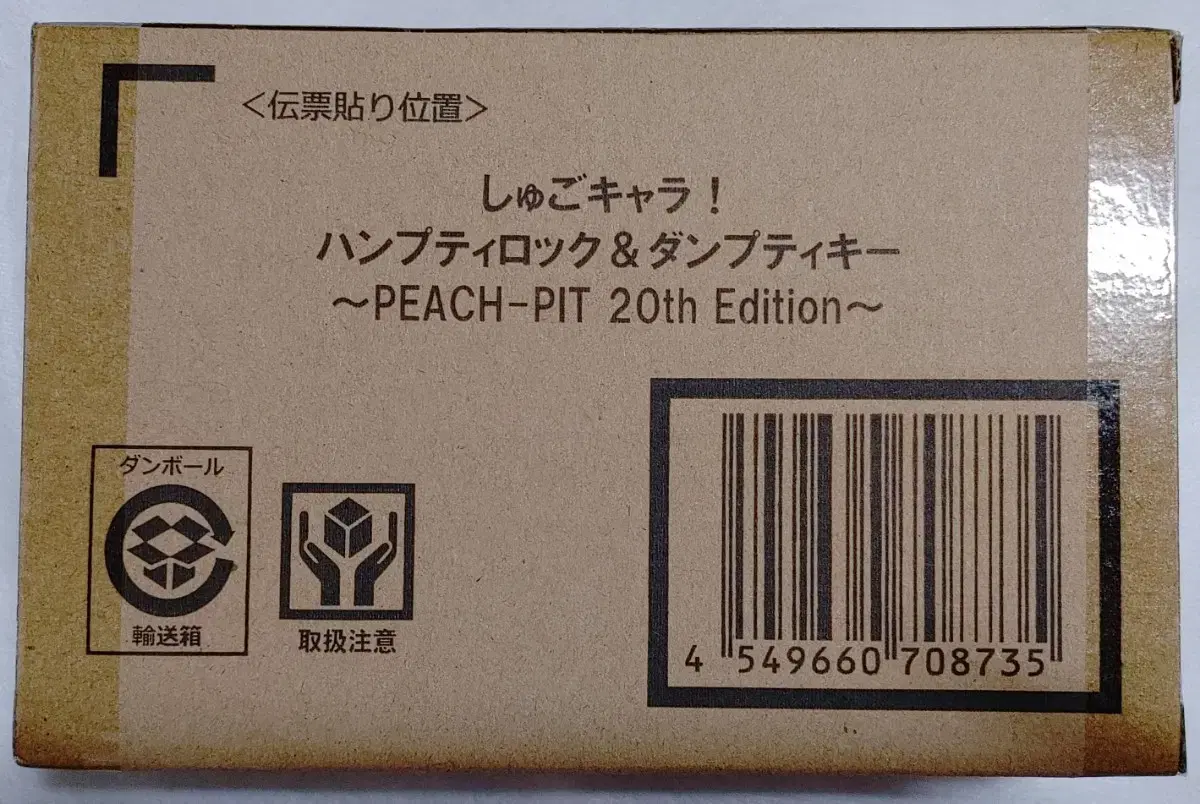 ＜伝票貼り位置＞
しゅごキャラ！
ハンプティロック＆ダンプティキー
～PEACH-PIT 20th Edition～
ダンボール
輸送箱
取扱注意
4 549660 708735